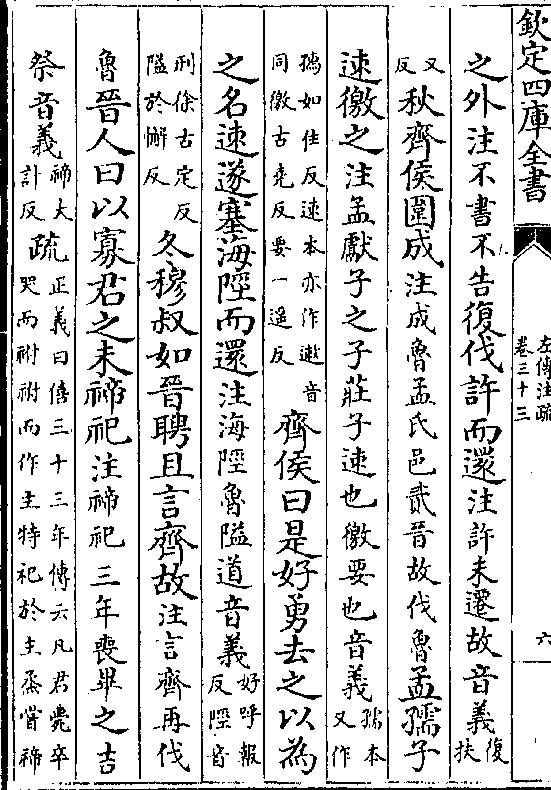 欽定四庫全書
左傳注疏
卷三十三
六
之外注不書不告復伐許而還注許未遷故音義復扶
又反秋齊侯圍成注成魯孟氏邑貳晉故伐魯孟孺子
速徼之注孟獻子之子莊子速也徼要也音義孺本又作
㺀如住反速本亦作遬音同徼古堯反要一遥反齊侯曰是好勇去之以為
之名速遂塞海陘而還注海陘魯隘道音義好呼報反陘音
刑徐古定反隘於懈反冬穆叔如晉聘且言齊故注言齊再伐
魯晉人曰以寡君之未禘祀注禘祀三年喪畢之吉
祭音義禘大計反疏正義曰僖三十三年傳云凡君薨卒哭而祔祔而作主特祀於主烝嘗禘